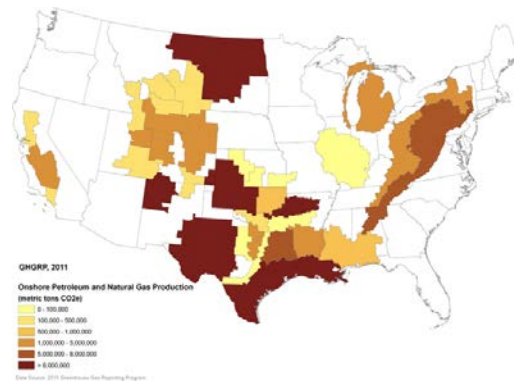 GHGRP, 2011
Onshore Petroleum and Natural Gas Production
(metric tons CO2e)
0 - 100,000
100,000 - 500,000
500,000 - 1,000,000
1,000,000 - 5,000,000
5,000,000 - 8,000,000
> 8,000,000
Data Source: 2011 Greenhouse Gas Reporting Program